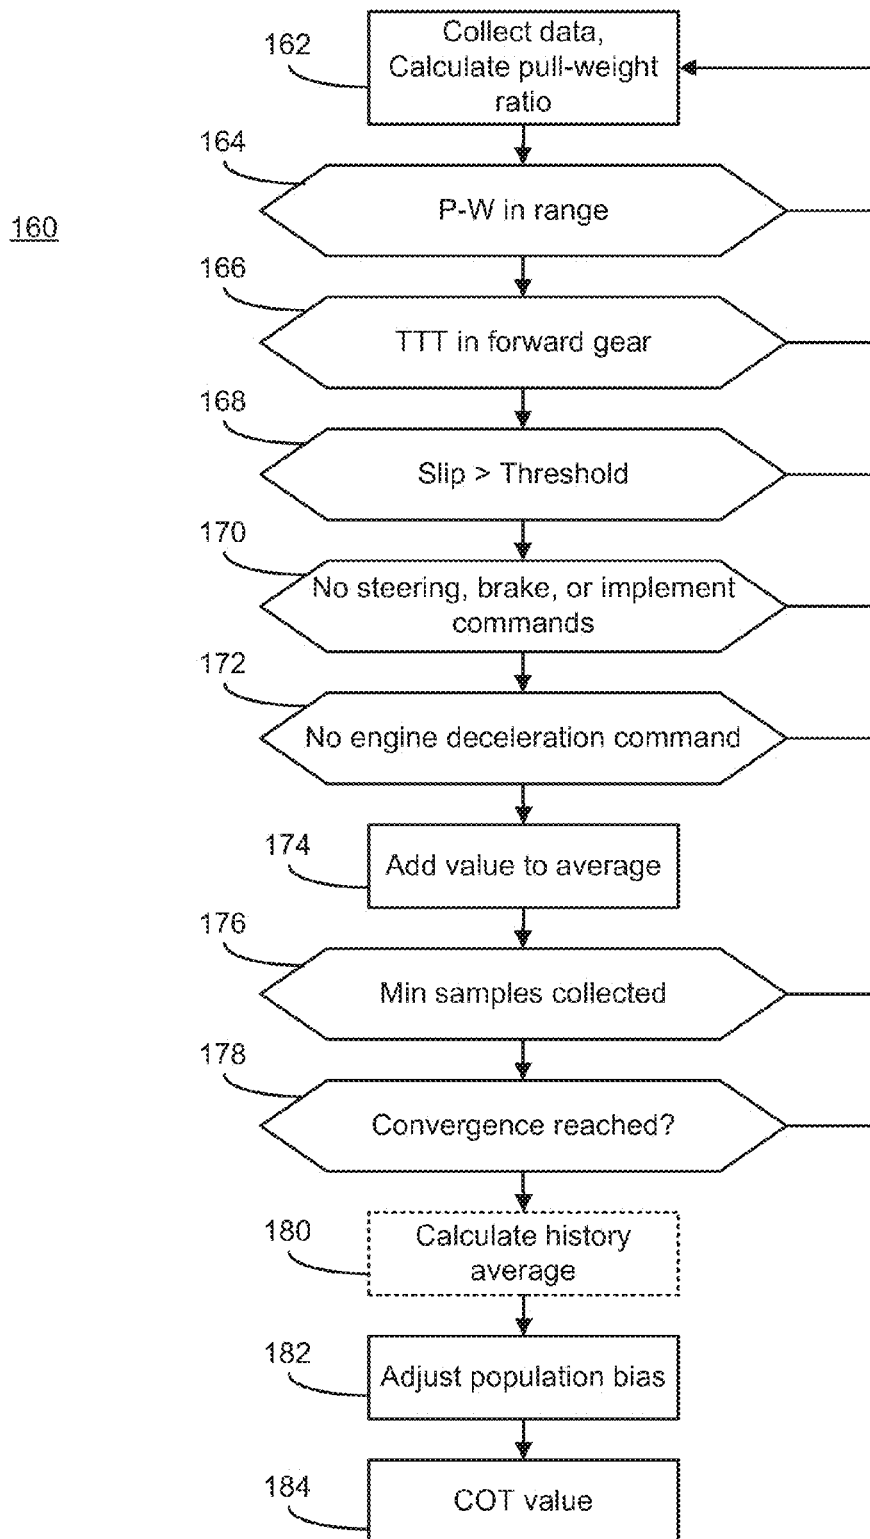 162
Collect data,
Calculate pull-weight
ratio
164
P-W in range
160
166
TTT in forward gear
168
Slip > Threshold
170
No steering, brake, or implement
commands
172
No engine deceleration command
174
Add value to average
176
Min samples collected
178
Convergence reached?
180
Calculate history
average
182
Adjust population bias
184
COT value